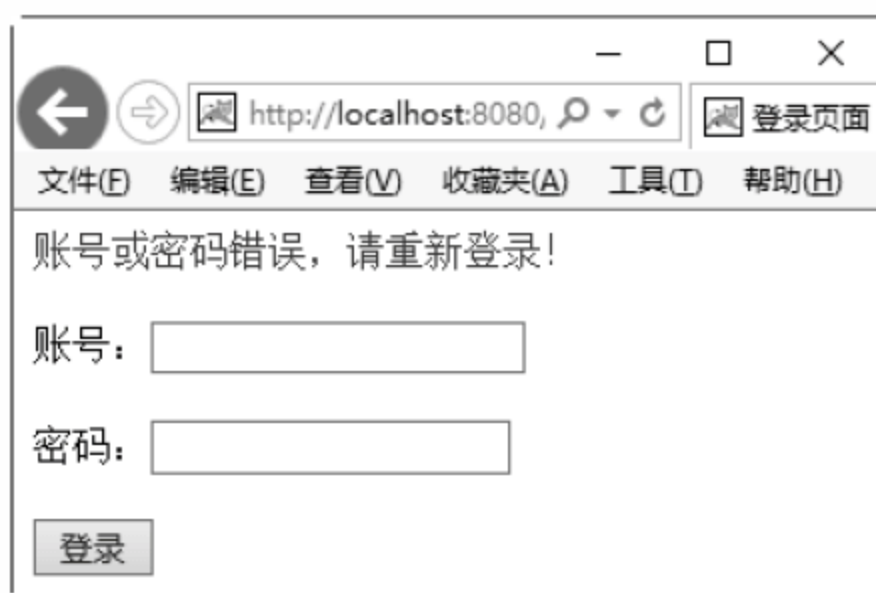 http://localhost:8080/ 登录页面
文件(F) 编辑(E) 查看(V) 收藏夹(A) 工具(T) 帮助(H)
账号或密码错误，请重新登录！
账号：
密码：
登录